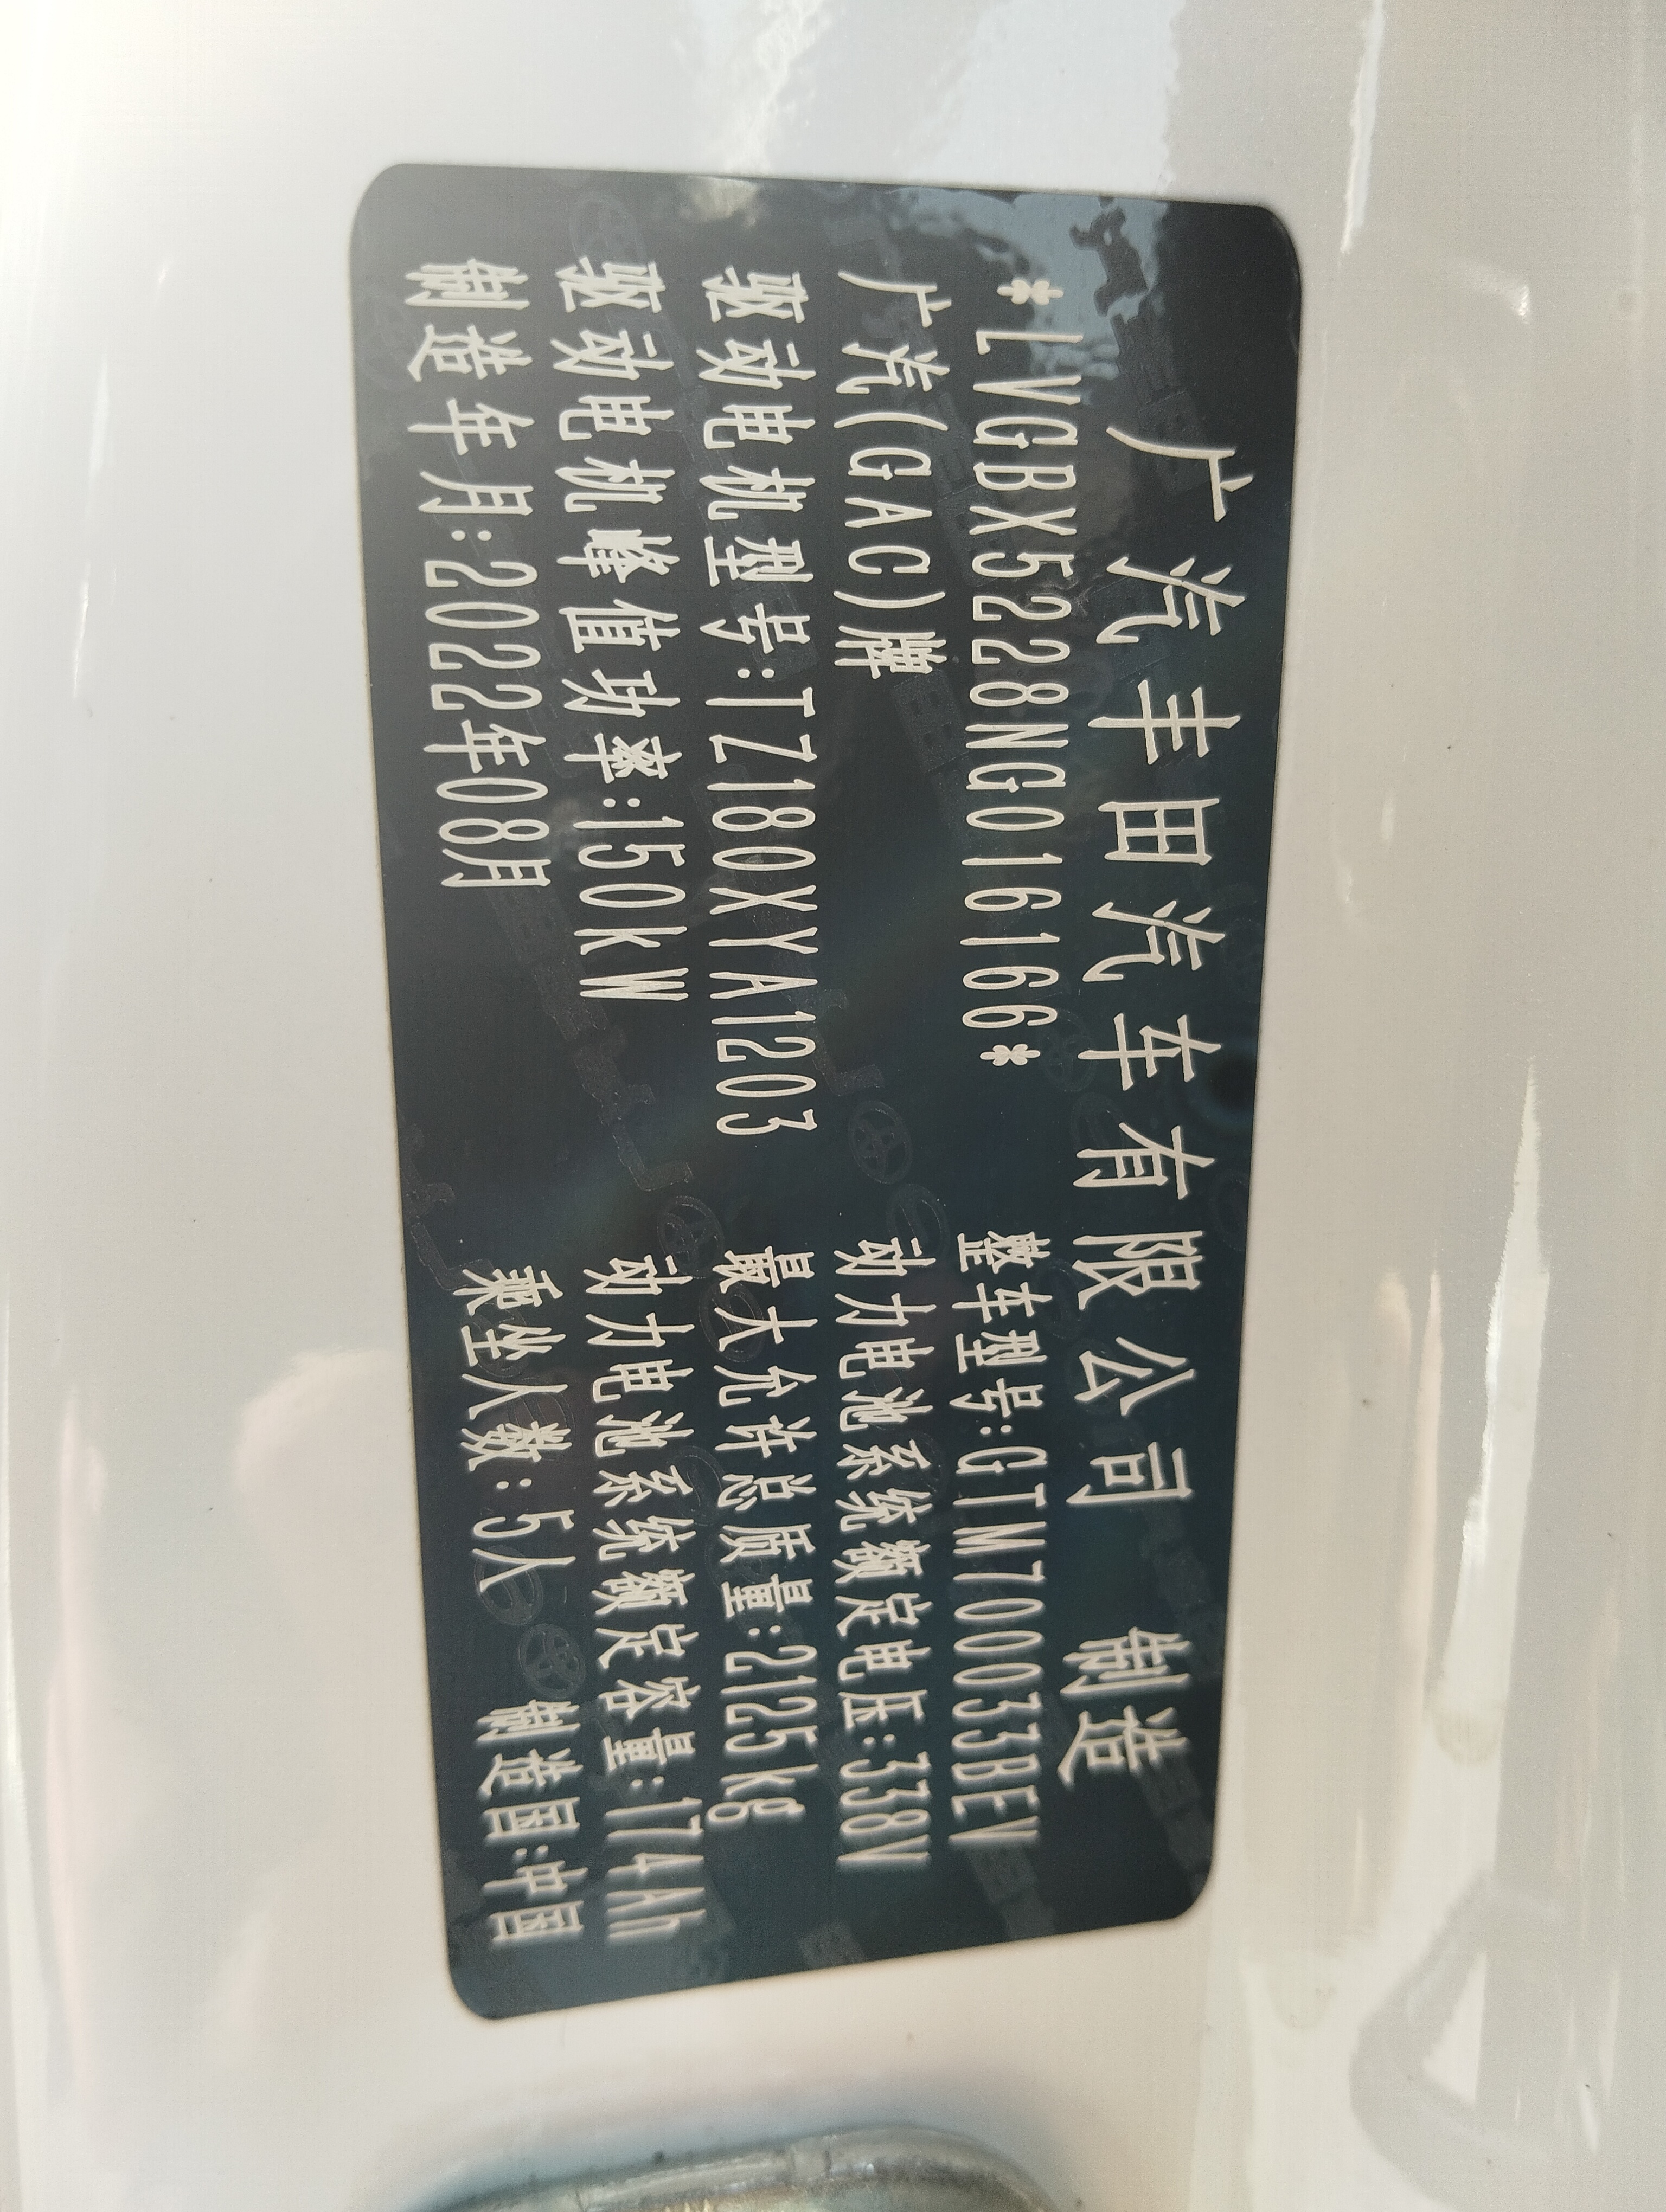 广汽丰田汽车有限公司 制造
*LVGBX5228NG016166* 整车型号:GTM700033BEV
广汽(GAC)牌 动力电池系统额定电压:338V
驱动电机型号:TZ180XYA1203 最大允许总质量:2125kg
驱动电机峰值功率:150kW 动力电池系统额定容量:174Ah
制造年月:2022年08月 乘坐人数:5人 制造国:中国